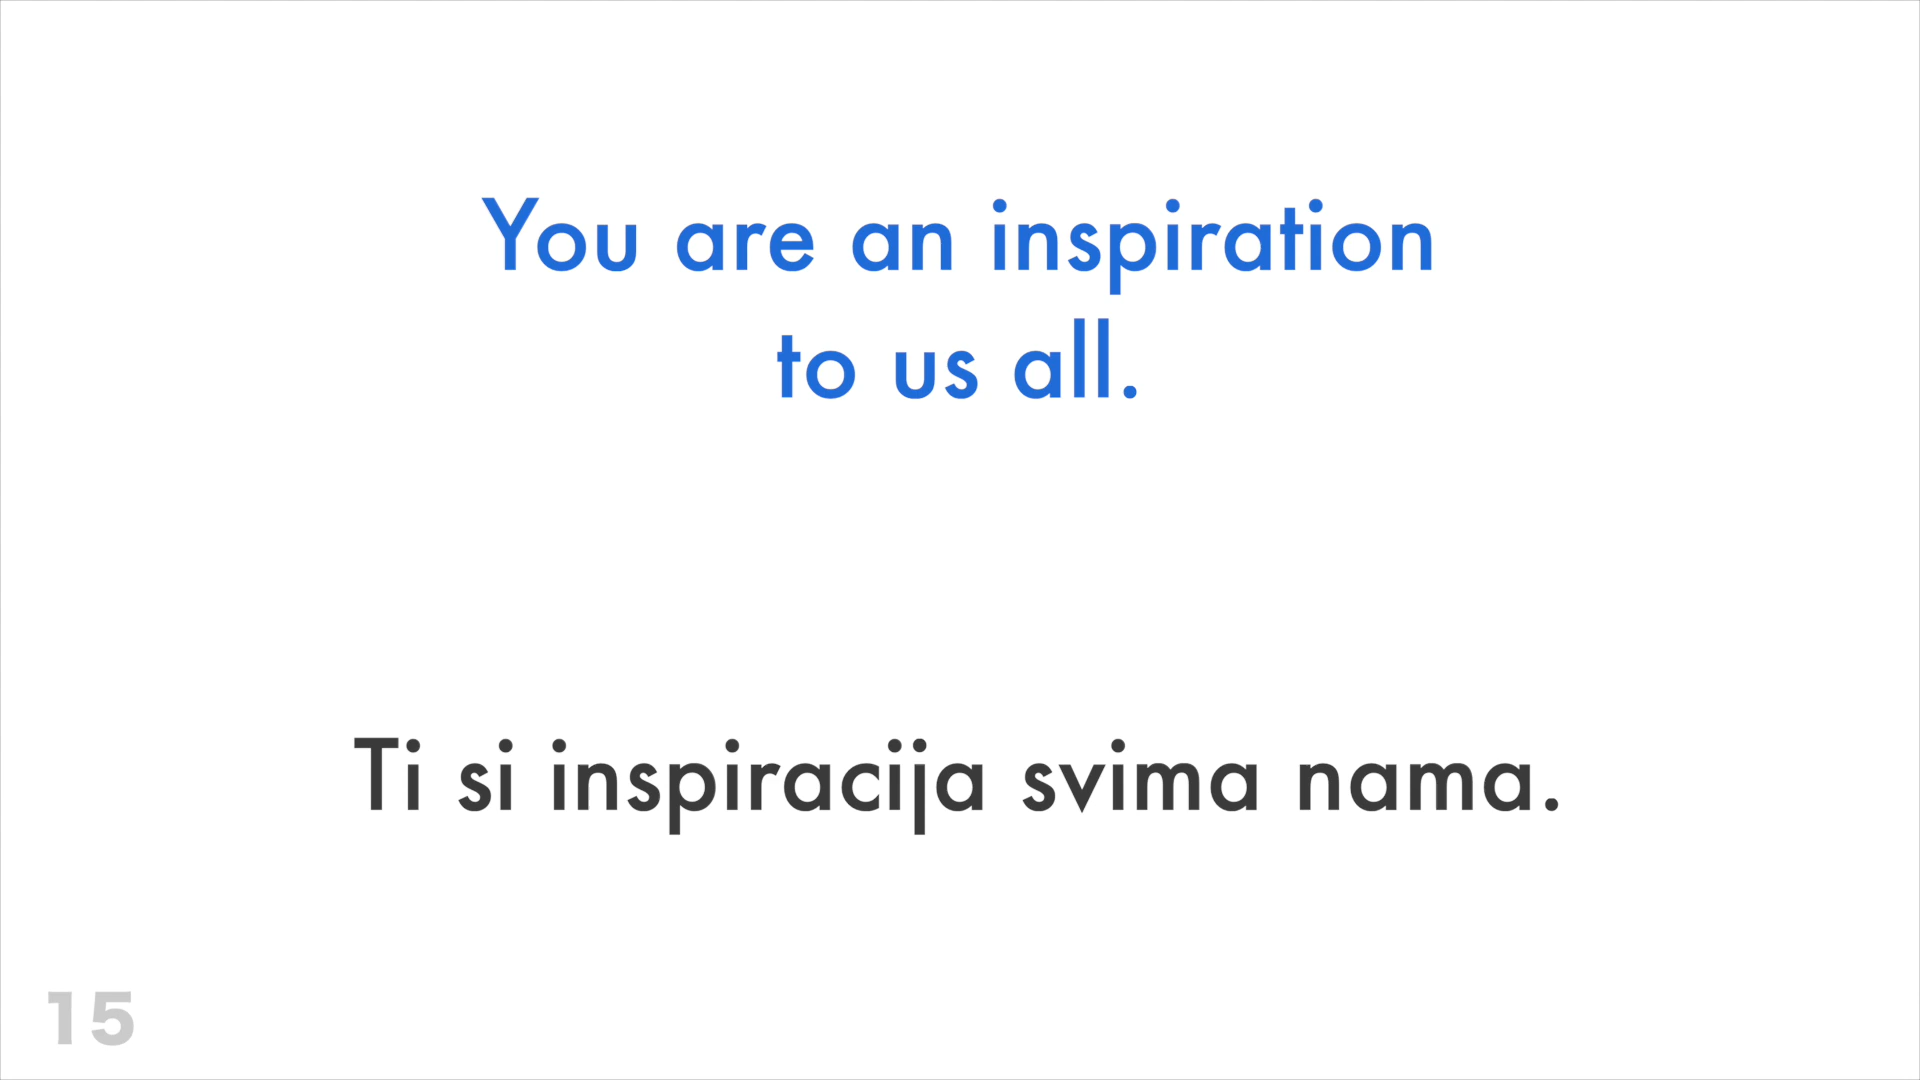 You are an inspiration
to us all.
Ti si inspiracija svima nama.
15